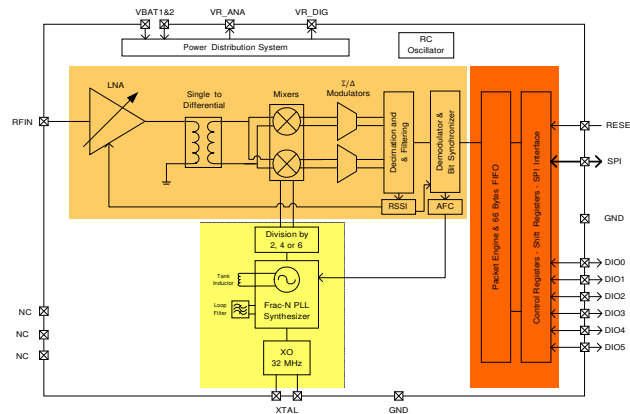 VBAT1&2
VR_ANA
VR_DIG
Power Distribution System
RC
Oscillator
LNA
Single to
Differential
Mixers
Σ/Δ
Modulators
RFIN
Decimation and
& Filtering
Demodulator &
Bit Synchronizer
RSSI
AFC
Packet Engine & 66 Bytes FIFO
Control Registers - Shift Registers - SPI Interface
RESE
SPI
GND
Division by
2, 4 or 6
Tank
Inductor
Loop
Filter
Frac-N PLL
Synthesizer
XO
32 MHz
DIO0
DIO1
DIO2
DIO3
DIO4
DIO5
NC
NC
NC
XTAL
GND